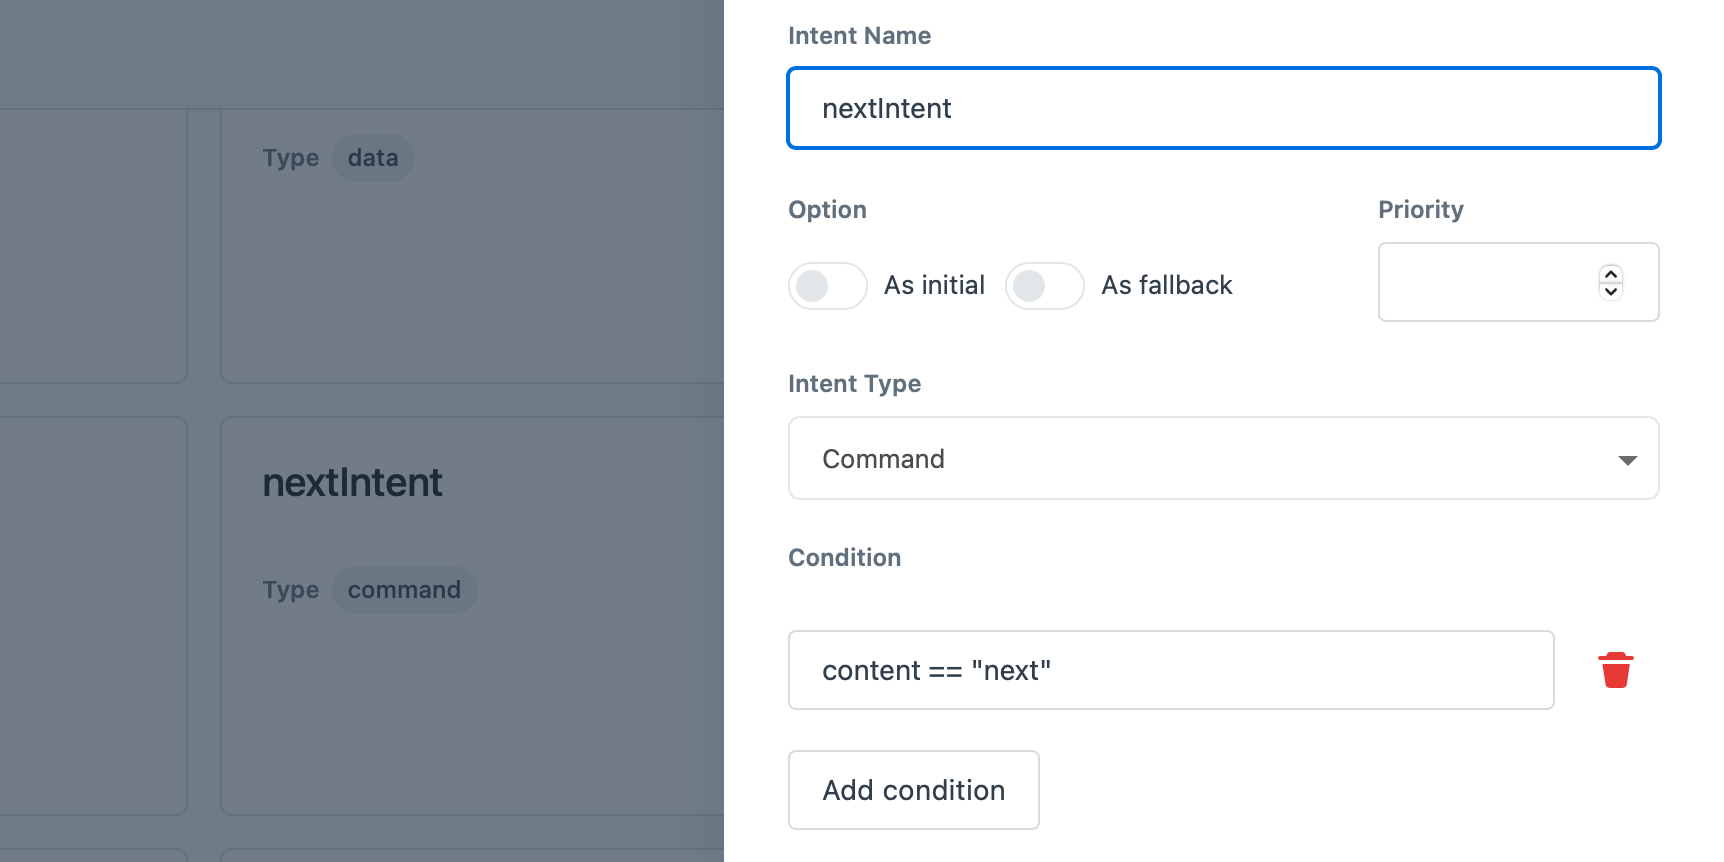 Type data
nextIntent
Type command
Intent Name
nextIntent
Option
Priority
As initial
As fallback
Intent Type
Command
Condition
content == "next"
Add condition